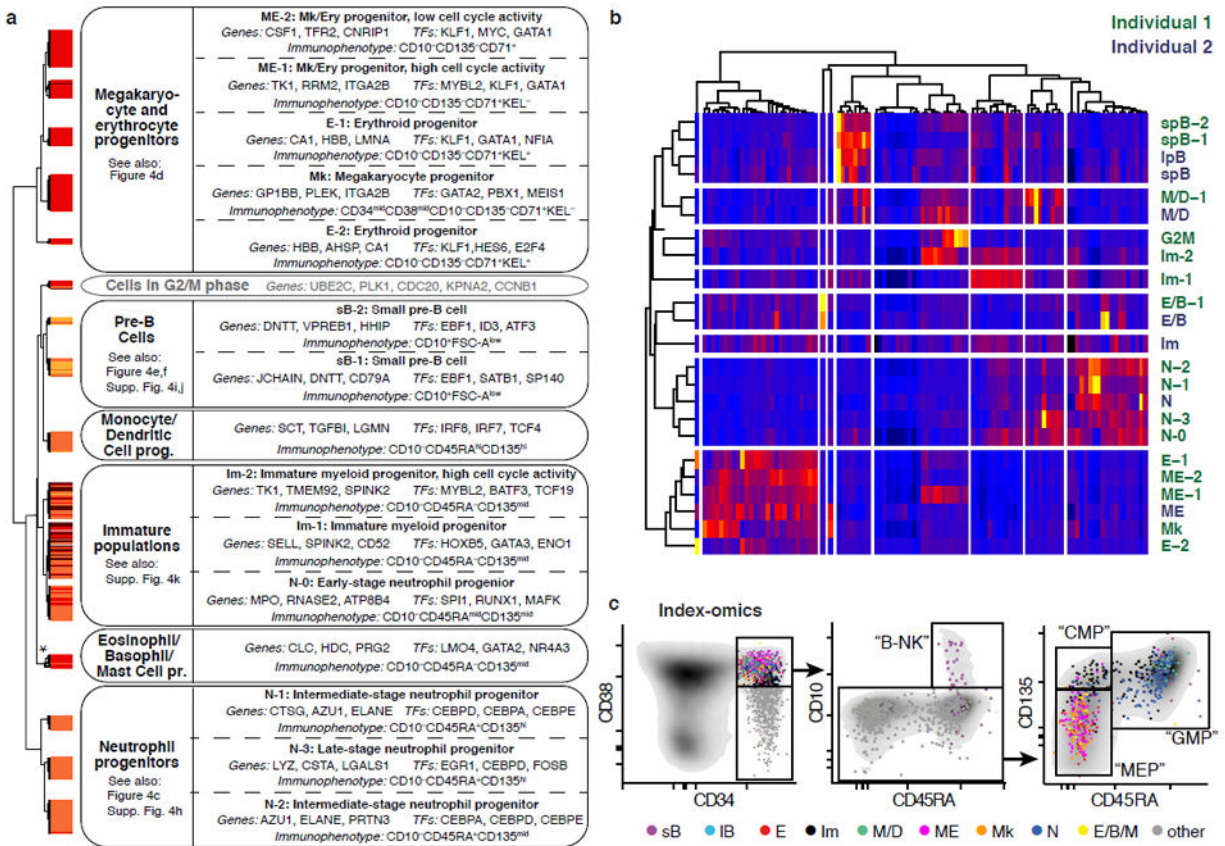 a
Megakaryo-
cyte and
erythrocyte
progenitors
See also:
Figure 4d
ME-2: Mk/Ery progenitor, low cell cycle activity
Genes: CSF1, TFR2, CNRIP1 TFs: KLF1, MYC, GATA1
Immunophenotype: CD10⁻CD135⁻CD71⁺
ME-1: Mk/Ery progenitor, high cell cycle activity
Genes: TK1, RRM2, ITGA2B TFs: MYBL2, KLF1, GATA1
Immunophenotype: CD10⁻CD135⁻CD71⁺KEL⁻
E-1: Erythroid progenitor
Genes: CA1, HBB, LMNA TFs: KLF1, GATA1, NFIA
Immunophenotype: CD10⁻CD135⁻CD71⁺KEL⁺
Mk: Megakaryocyte progenitor
Genes: GP1BB, PLEK, ITGA2B TFs: GATA2, PBX1, MEIS1
Immunophenotype: CD34ᵐⁱᵈCD38ᵐⁱᵈCD10⁻CD135⁻CD71⁺KEL⁻
E-2: Erythroid progenitor
Genes: HBB, AHSP, CA1 TFs: KLF1,HES6, E2F4
Immunophenotype: CD10⁻CD135⁻CD71⁺KEL⁺
Cells in G2/M phase Genes: UBE2C, PLK1, CDC20, KPNA2, CCNB1
Pre-B
Cells
See also:
Figure 4e,f
Supp. Fig. 4i,j
sB-2: Small pre-B cell
Genes: DNTT, VPREB1, HHIP TFs: EBF1, ID3, ATF3
Immunophenotype: CD10⁺FSC-Aˡᵒʷ
sB-1: Small pre-B cell
Genes: JCHAIN, DNTT, CD79A TFs: EBF1, SATB1, SP140
Immunophenotype: CD10⁺FSC-Aˡᵒʷ
Monocyte/
Dendritic
Cell prog.
Genes: SCT, TGFBI, LGMN TFs: IRF8, IRF7, TCF4
Immunophenotype: CD10⁻CD45RAʰⁱCD135ʰⁱ
Immature
populations
See also:
Supp. Fig. 4k
Im-2: Immature myeloid progenitor, high cell cycle activity
Genes: TK1, TMEM92, SPINK2 TFs: MYBL2, BATF3, TCF19
Immunophenotype: CD10⁻CD45RA⁻CD135ᵐⁱᵈ
Im-1: Immature myeloid progenitor
Genes: SELL, SPINK2, CD52 TFs: HOXB5, GATA3, ENO1
Immunophenotype: CD10⁻CD45RA⁻CD135ᵐⁱᵈ
N-0: Early-stage neutrophil progenior
Genes: MPO, RNASE2, ATP8B4 TFs: SPI1, RUNX1, MAFK
Immunophenotype: CD10⁻CD45RAᵐⁱᵈCD135ᵐⁱᵈ
Eosinophil/
Basophil/
Mast Cell pr.
Genes: CLC, HDC, PRG2 TFs: LMO4, GATA2, NR4A3
Immunophenotype: CD10⁻CD45RA⁻CD135ᵐⁱᵈ
Neutrophil
progenitors
See also:
Figure 4c
Supp. Fig. 4h
N-1: Intermediate-stage neutrophil progenitor
Genes: CTSG, AZU1, ELANE TFs: CEBPD, CEBPA, CEBPE
Immunophenotype: CD10⁻CD45RA⁺CD135ʰⁱ
N-3: Late-stage neutrophil progenitor
Genes: LYZ, CSTA, LGALS1 TFs: EGR1, CEBPD, FOSB
Immunophenotype: CD10⁻CD45RA⁺CD135ʰⁱ
N-2: Intermediate-stage neutrophil progenitor
Genes: AZU1, ELANE, PRTN3 TFs: CEBPA, CEBPD, CEBPE
Immunophenotype: CD10⁻CD45RA⁺CD135ᵐⁱᵈ
b
Individual 1
Individual 2
spB-2
spB-1
lpB
spB
M/D-1
M/D
G2M
Im-2
Im-1
E/B-1
E/B
Im
N-2
N-1
N
N-3
N-0
E-1
ME-2
ME-1
ME
Mk
E-2
c
Index-omics
CD38
CD34
"B-NK"
CD10
CD45RA
"CMP"
"GMP"
"MEP"
CD135
CD45RA
sB lB E Im M/D ME Mk N E/B/M other